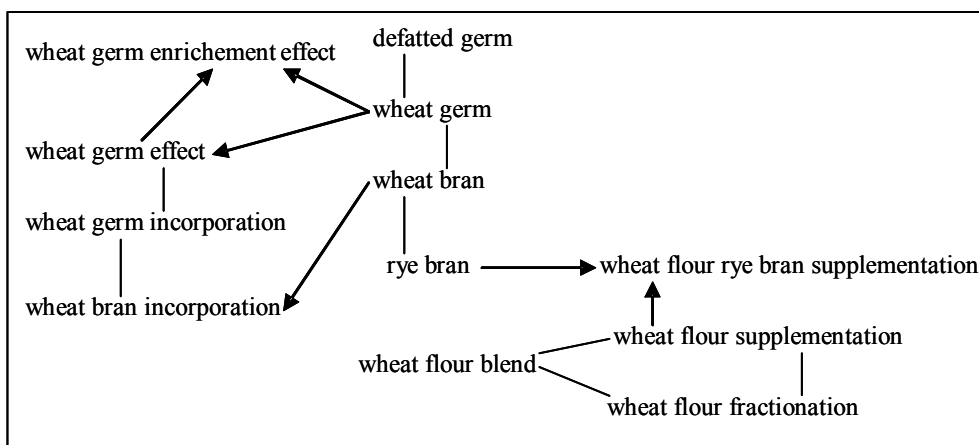 wheat germ enrichement effect
defatted germ
wheat germ
wheat germ effect
wheat bran
wheat germ incorporation
rye bran
wheat flour rye bran supplementation
wheat bran incorporation
wheat flour supplementation
wheat flour blend
wheat flour fractionation